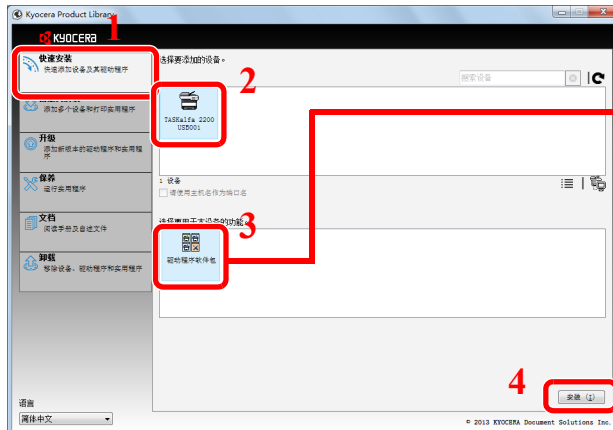 Kyocera Product Library
1
KYOCERA
快速安装
快速添加设备及其驱动程序
选择要添加的设备。
2
搜索设备
添加多个设备和打印实用程序
TASKalfa 2200
USB001
升级
添加新版本的驱动程序和实用程
序
保养
运行实用程序
1 设备
请使用主机名作为端口名
文档
阅读手册及自述文件
选择要用于本设备的功能。
3
驱动程序软件包
卸载
移除设备、驱动程序和实用程序
4
安装 (I)
语言
简体中文
© 2013 KYOCERA Document Solutions Inc.